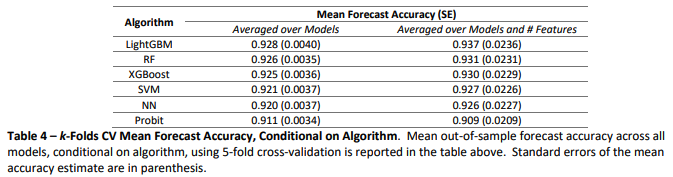 Algorithm Mean Forecast Accuracy (SE)
Averaged over Models Averaged over Models and # Features
LightGBM 0.928 (0.0040) 0.937 (0.0236)
RF 0.926 (0.0035) 0.931 (0.0231)
XGBoost 0.925 (0.0036) 0.930 (0.0229)
SVM 0.921 (0.0037) 0.927 (0.0226)
NN 0.920 (0.0037) 0.926 (0.0227)
Probit 0.911 (0.0034) 0.909 (0.0209)
Table 4 – k-Folds CV Mean Forecast Accuracy, Conditional on Algorithm. Mean out-of-sample forecast accuracy across all
models, conditional on algorithm, using 5-fold cross-validation is reported in the table above. Standard errors of the mean
accuracy estimate are in parenthesis.